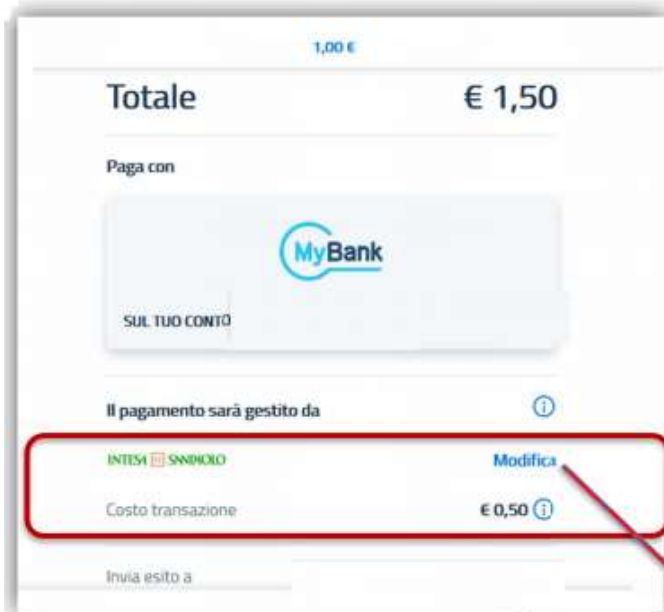 1,00 €
Totale € 1,50
Paga con
MyBank
SUL TUO CONTO
Il pagamento sarà gestito da
INTESA SANPAOLO Modifica
Costo transazione € 0,50
Invia esito a